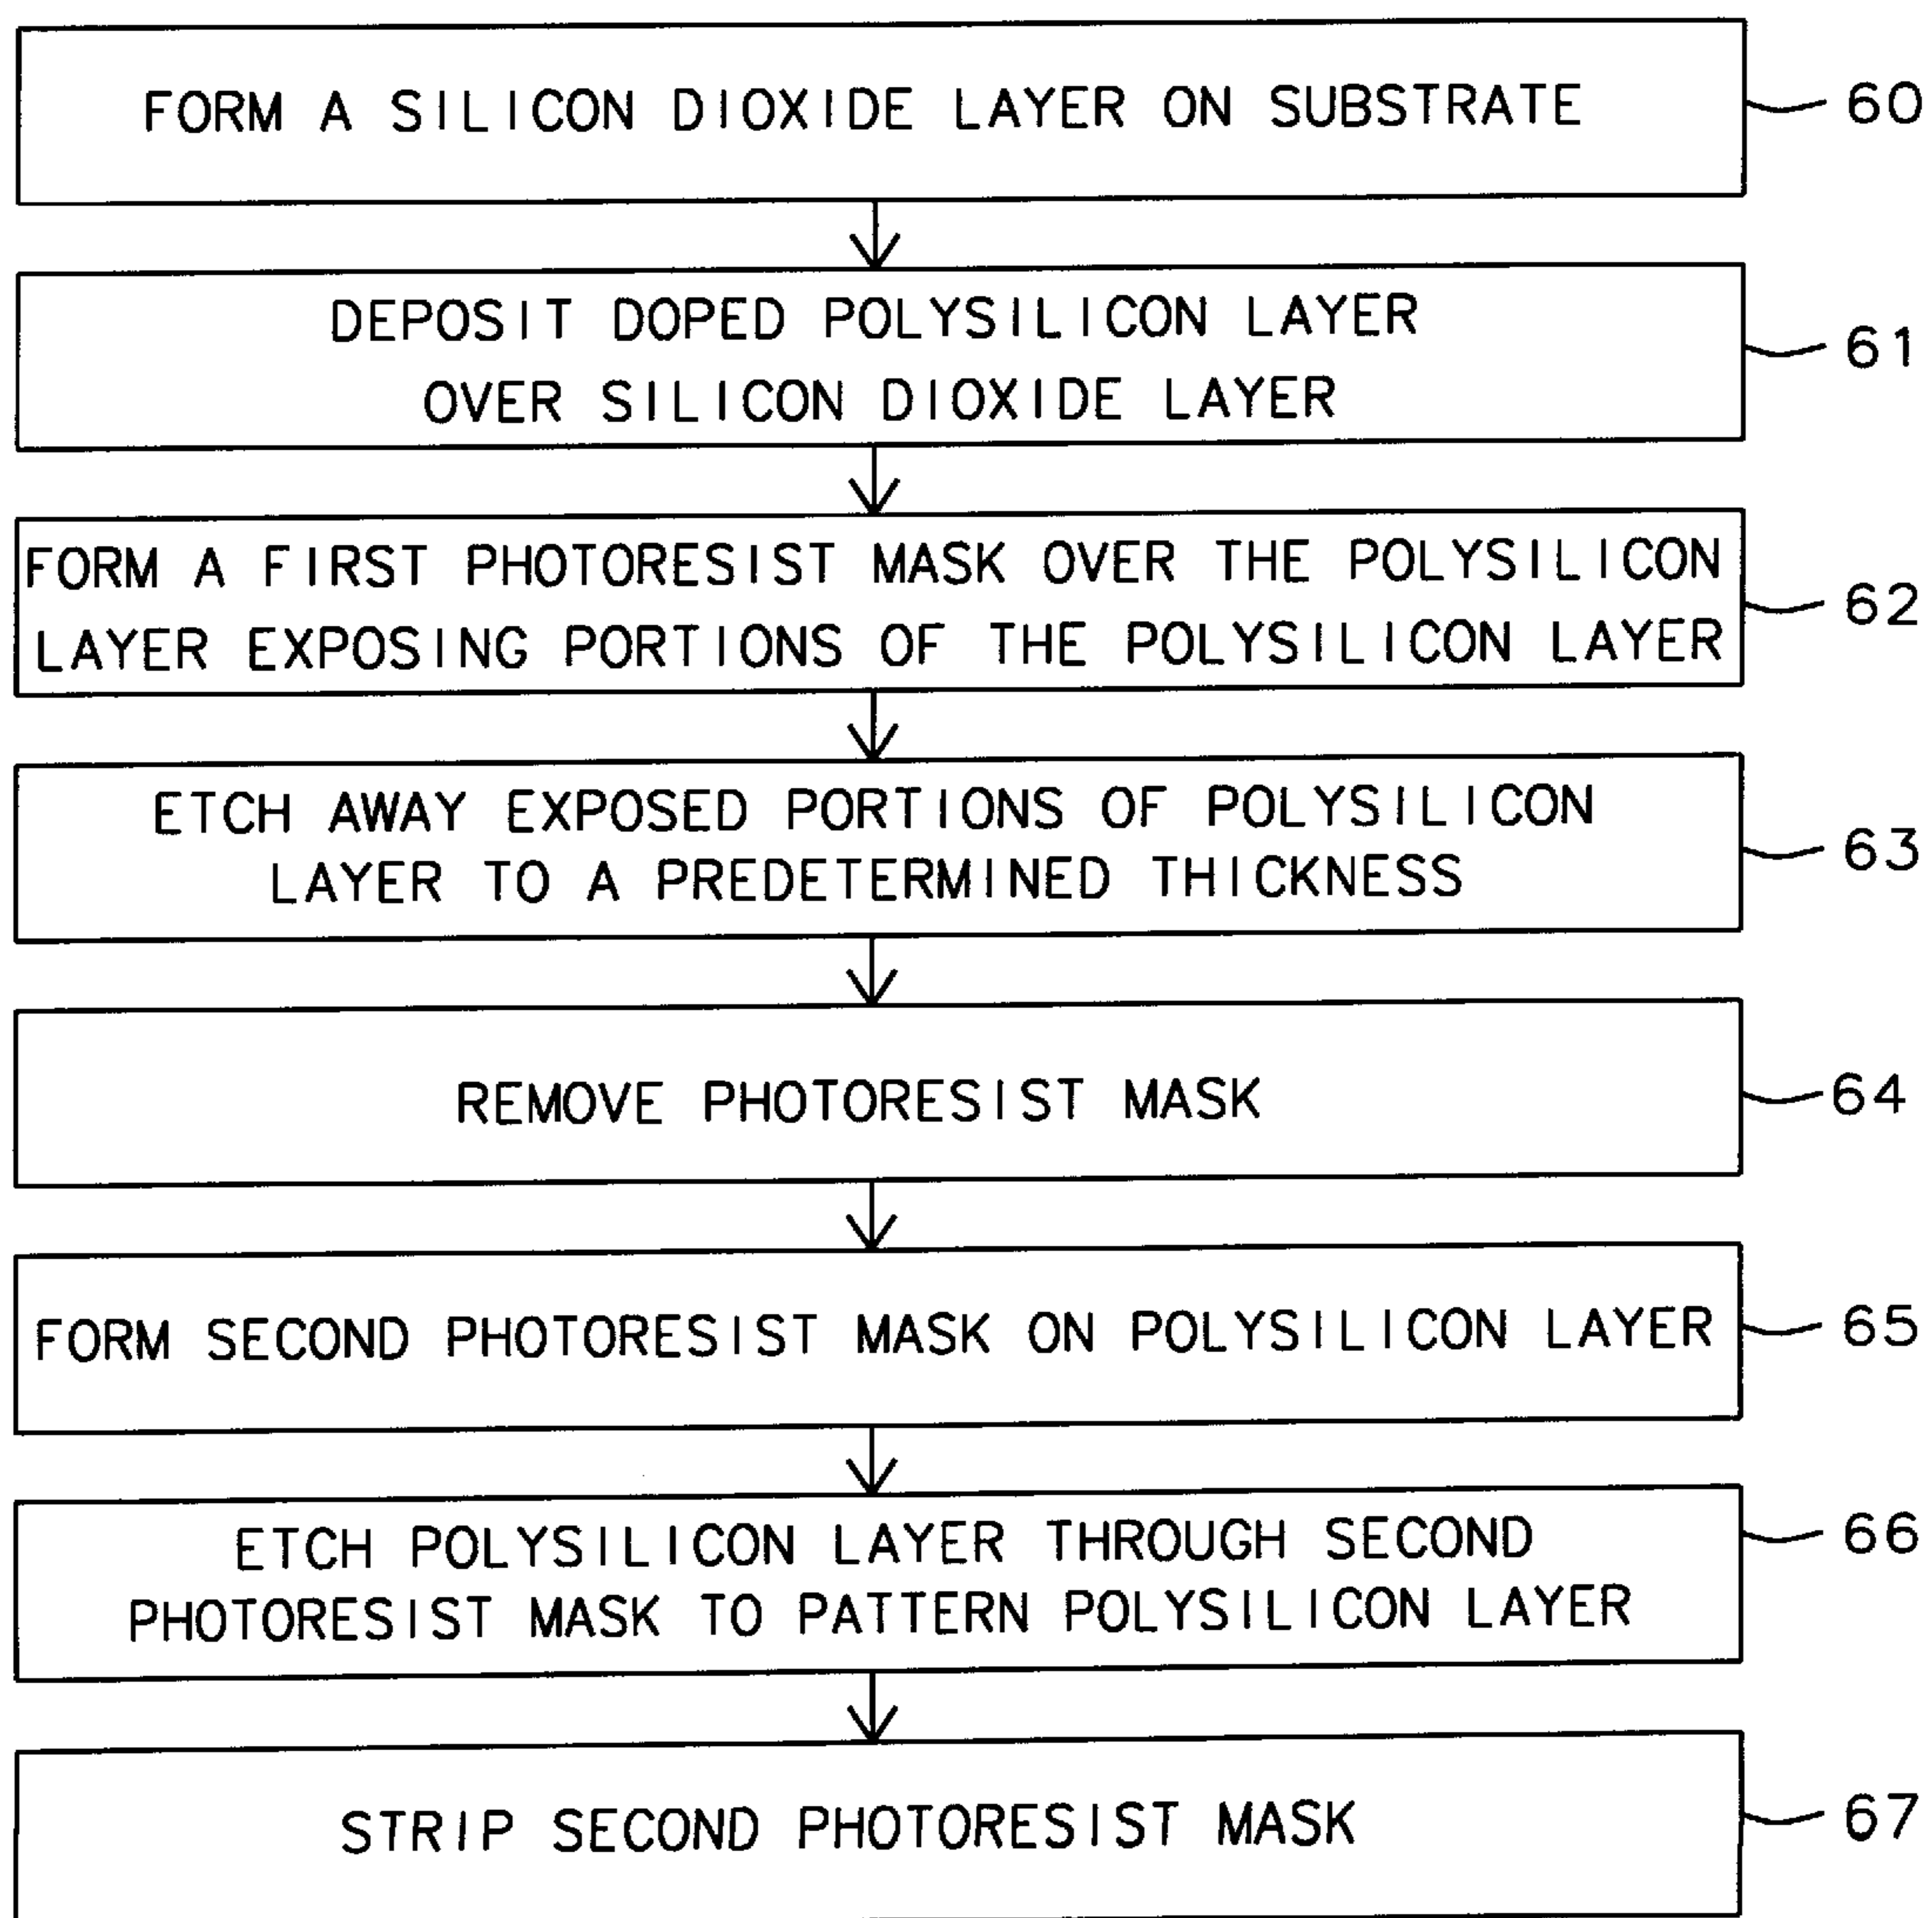 FORM A SILICON DIOXIDE LAYER ON SUBSTRATE
60
DEPOSIT DOPED POLYSILICON LAYER
OVER SILICON DIOXIDE LAYER
61
FORM A FIRST PHOTORESIST MASK OVER THE POLYSILICON
LAYER EXPOSING PORTIONS OF THE POLYSILICON LAYER
62
ETCH AWAY EXPOSED PORTIONS OF POLYSILICON
LAYER TO A PREDETERMINED THICKNESS
63
REMOVE PHOTORESIST MASK
64
FORM SECOND PHOTORESIST MASK ON POLYSILICON LAYER
65
ETCH POLYSILICON LAYER THROUGH SECOND
PHOTORESIST MASK TO PATTERN POLYSILICON LAYER
66
STRIP SECOND PHOTORESIST MASK
67